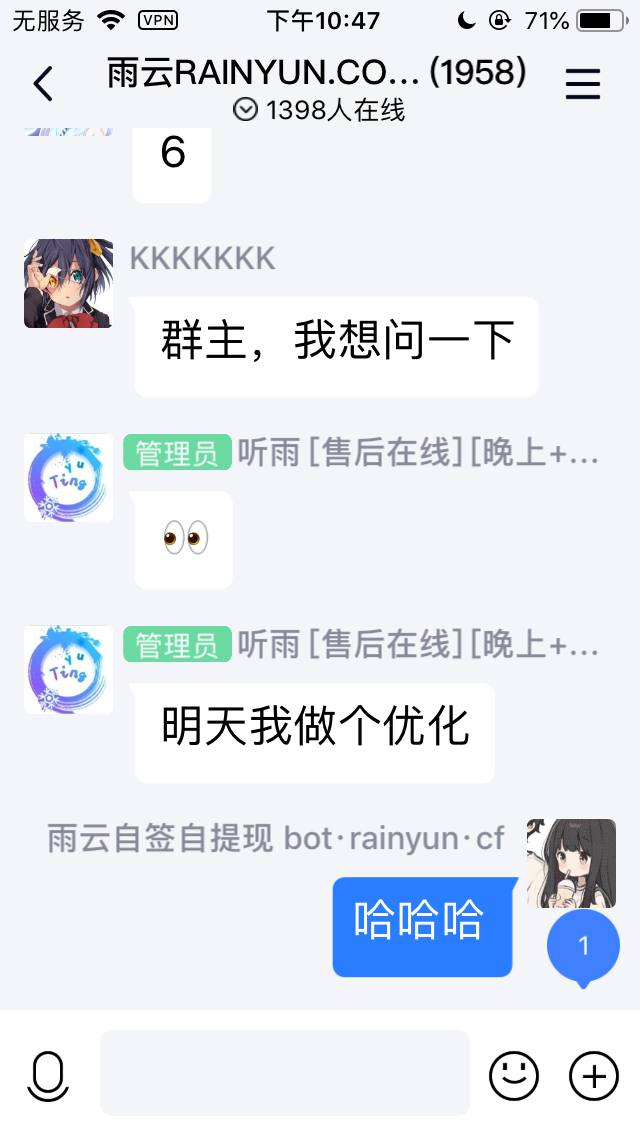 无服务 VPN 下午10:47 71%
雨云RAINYUN.CO... (1958)
1398人在线
6
KKKKKKK
群主，我想问一下
管理员 听雨 [售后在线] [晚上+...
yu
Ting
管理员 听雨 [售后在线] [晚上+...
yu
Ting
明天我做个优化
雨云自签自提现 bot·rainyun·cf
哈哈哈
1